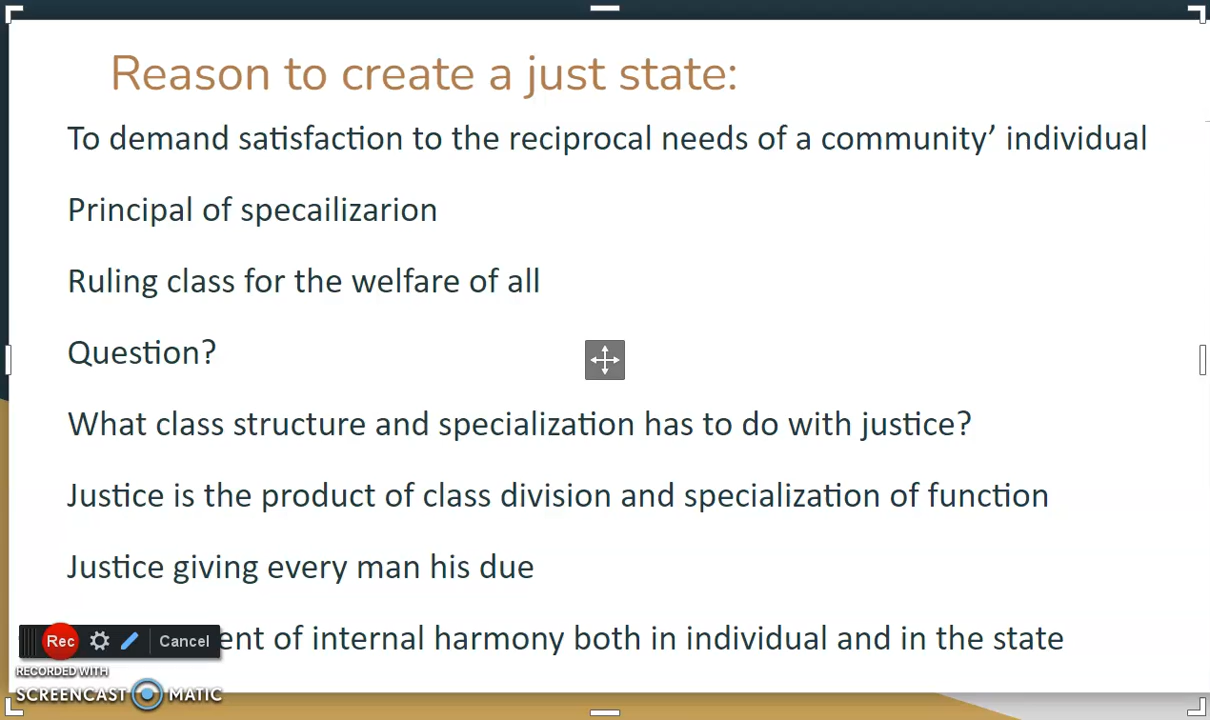 Reason to create a just state:
To demand satisfaction to the reciprocal needs of a community’ individual
Principal of specailizarion
Ruling class for the welfare of all
Question?
What class structure and specialization has to do with justice?
Justice is the product of class division and specialization of function
Justice giving every man his due
of internal harmony both in individual and in the state
Rec Cancel
RECORDED WITH
SCREENCAST MATIC